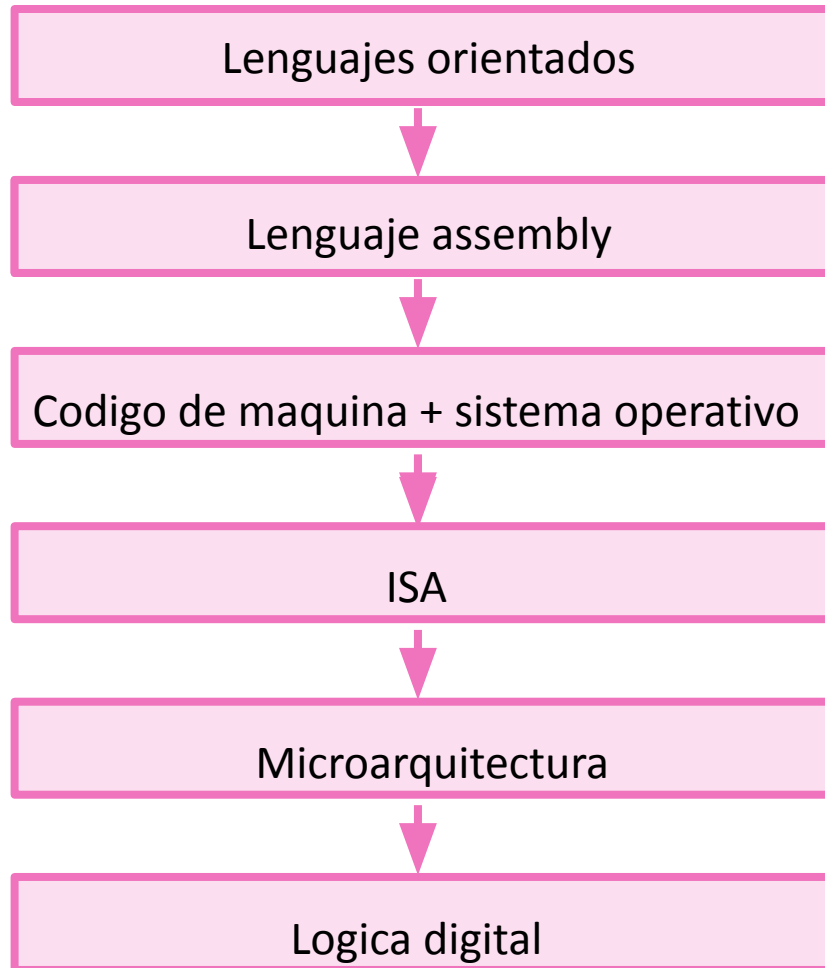 Lenguajes orientados
Lenguaje assembly
Codigo de maquina + sistema operativo
ISA
Microarquitectura
Logica digital